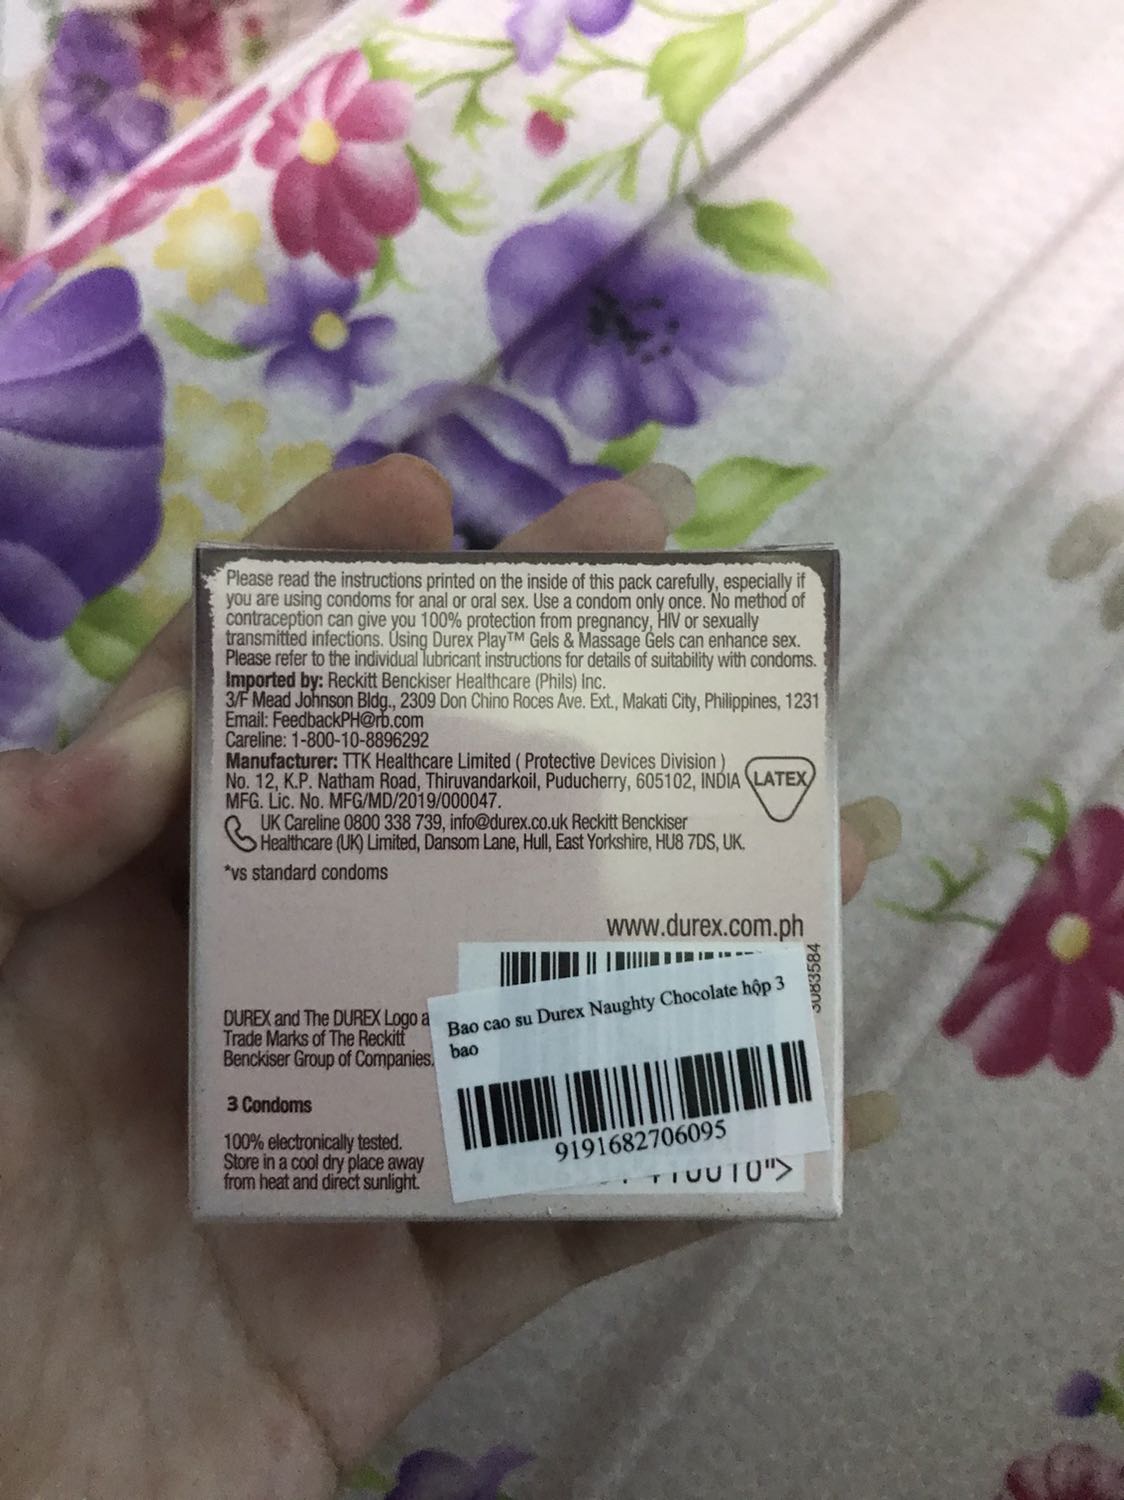 Please read the instructions printed on the inside of this pack carefully, especially if
you are using condoms for anal or oral sex. Use a condom only once. No method of
contraception can give you 100% protection from pregnancy, HIV or sexually
transmitted infections. Using Durex Play™ Gels & Massage Gels can enhance sex.
Please refer to the individual lubricant instructions for details of suitability with condoms.
Imported by: Reckitt Benckiser Healthcare (Phils) Inc.
3/F Mead Johnson Bldg., 2309 Don Chino Roces Ave. Ext., Makati City, Philippines, 1231
Email: FeedbackPH@rb.com
Careline: 1-800-10-8896292
Manufacturer: TTK Healthcare Limited ( Protective Devices Division )
No. 12, K.P. Natham Road, Thiruvandarkoil, Puducherry, 605102, INDIA
MFG. Lic. No. MFG/MD/2019/000047.
LATEX
UK Careline 0800 338 739, info@durex.co.uk Reckitt Benckiser
Healthcare (UK) Limited, Dansom Lane, Hull, East Yorkshire, HU8 7DS, UK.
*vs standard condoms
www.durex.com.ph
3083584
DUREX and The DUREX Logo a
Trade Marks of The Reckitt
Benckiser Group of Companies.
3 Condoms
100% electronically tested.
Store in a cool dry place away
from heat and direct sunlight.
Bao cao su Durex Naughty Chocolate hộp 3
bao
9191682706095